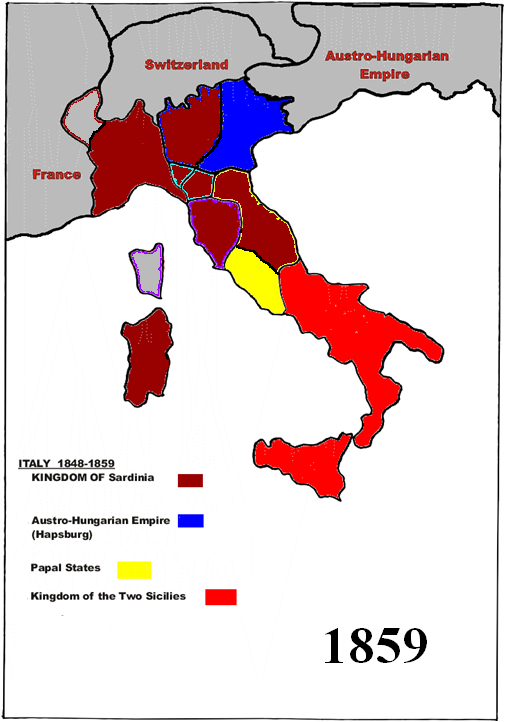 Switzerland
Austro-Hungarian
Empire
France
ITALY 1848-1859
KINGDOM OF Sardinia
Austro-Hungarian Empire
(Hapsburg)
Papal States
Kingdom of the Two Sicilies
1859